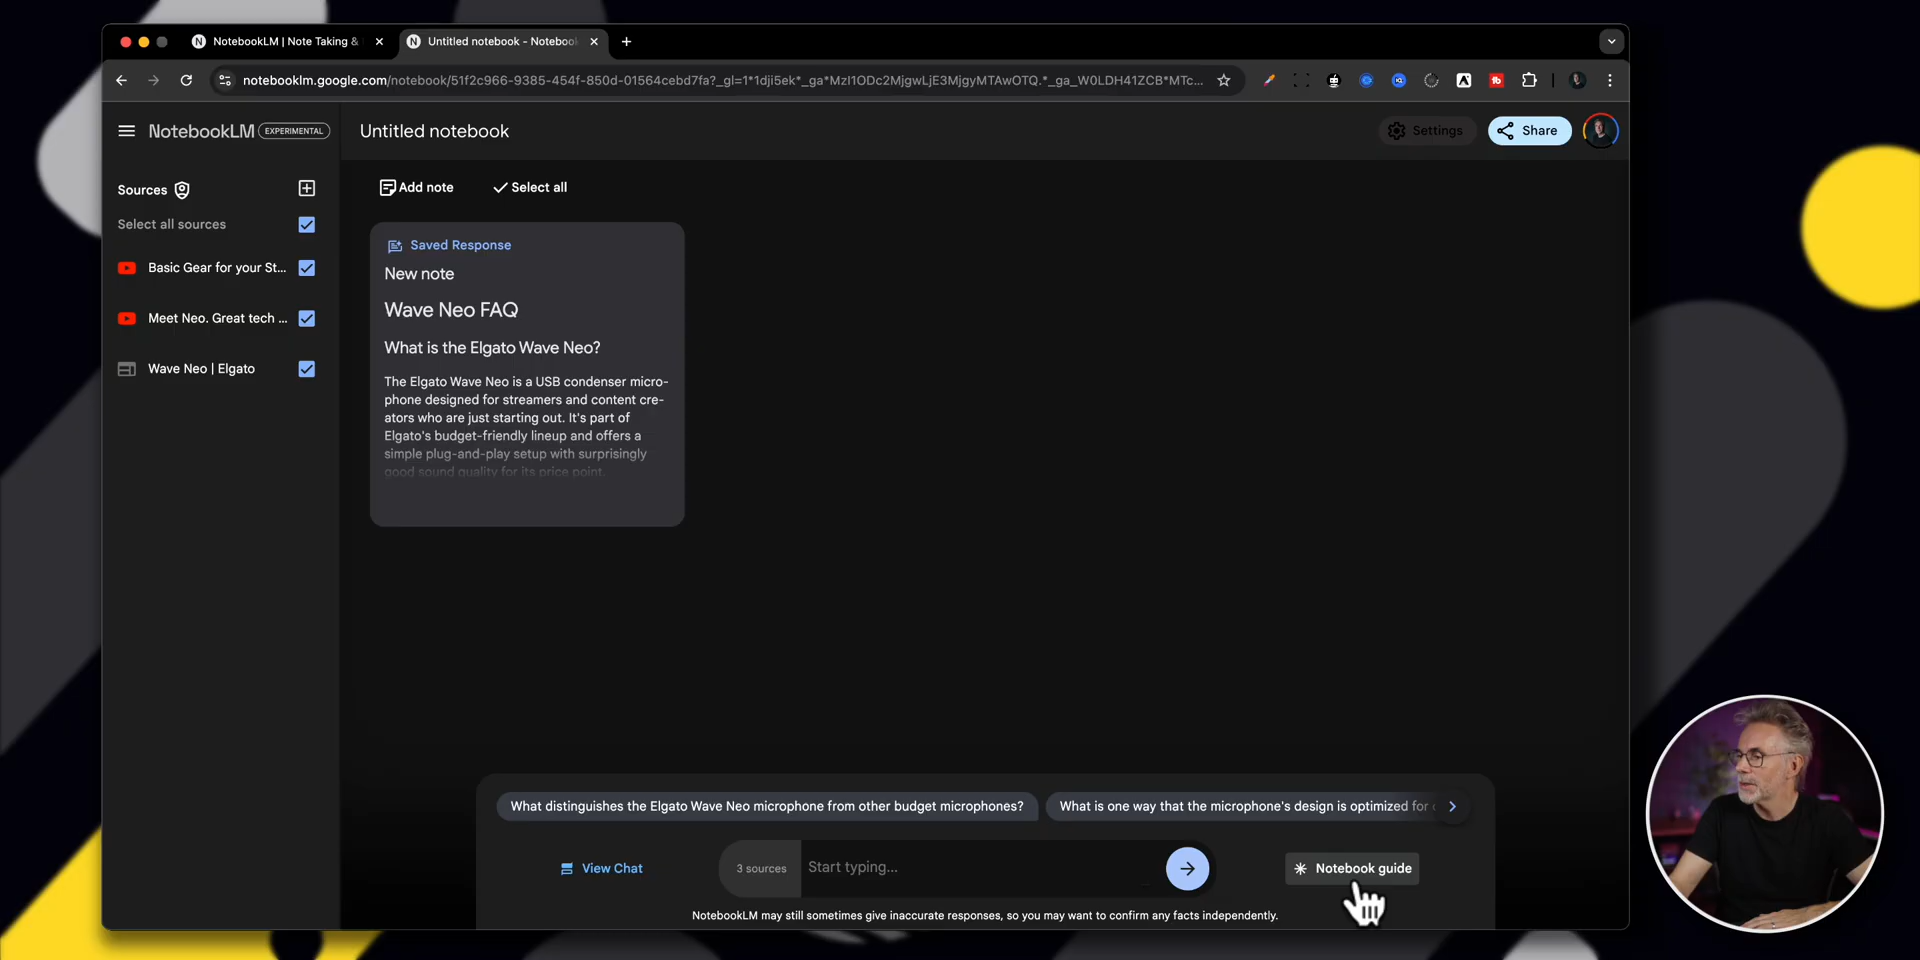 NotebookLM | Note Taking &
Untitled notebook - Noteboo
notebooklm.google.com/notebook/51f2c966-9385-454f-850d-01564cebd7fa?_gl=1*1dji5ek*_ga*MzI1ODc2MjgwLjE3MjgyMTAwOTQ.*_ga_W0LDH41ZCB*MTc...
NotebookLM EXPERIMENTAL
Untitled notebook
Settings
Share
Sources
Add note
Select all
Select all sources
Basic Gear for your St...
Meet Neo. Great tech ...
Wave Neo | Elgato
Saved Response
New note
Wave Neo FAQ
What is the Elgato Wave Neo?
The Elgato Wave Neo is a USB condenser micro-
phone designed for streamers and content cre-
ators who are just starting out. It's part of
Elgato's budget-friendly lineup and offers a
simple plug-and-play setup with surprisingly
good sound quality for its price point.
What distinguishes the Elgato Wave Neo microphone from other budget microphones?
What is one way that the microphone's design is optimized for
View Chat
3 sources
Start typing...
Notebook guide
NotebookLM may still sometimes give inaccurate responses, so you may want to confirm any facts independently.